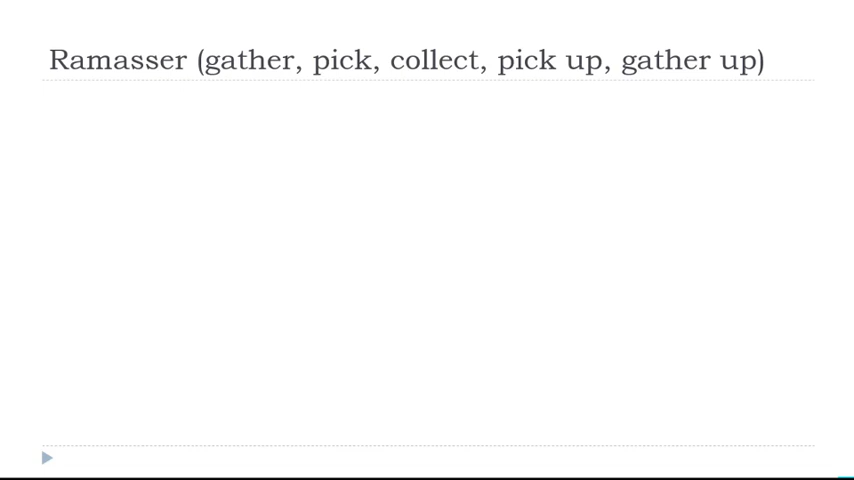 Ramasser (gather, pick, collect, pick up, gather up)